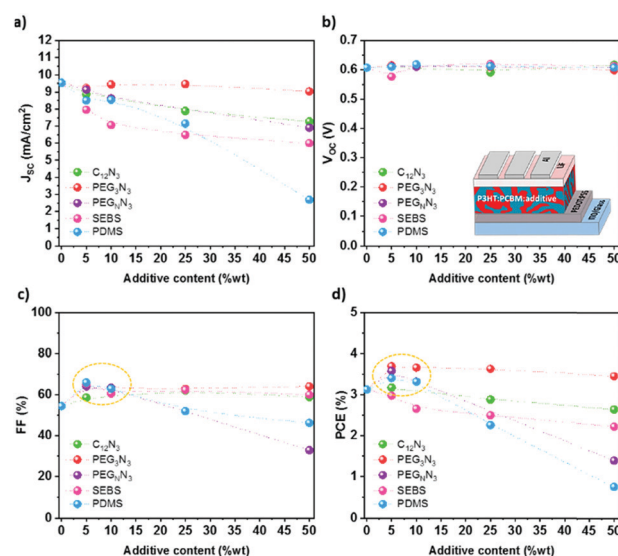 a)
J_SC (mA/cm²)
12
11
10
9
8
7
6
5
4
3
2
1
0
C₁₂N₃
PEG₃N₃
PEG_NN₃
SEBS
PDMS
0 5 10 15 20 25 30 35 40 45 50
Additive content (%wt)
b)
V_OC (V)
0.7
0.6
0.5
0.4
0.3
0.2
0.1
0.0
C₁₂N₃
PEG₃N₃
PEG_NN₃
SEBS
PDMS
Al
LiF
P3HT:PCBM:additive
PEDOT:PSS
0 5 10 15 20 25 30 35 40 45 50
Additive content (%wt)
c)
FF (%)
100
80
60
40
20
0
C₁₂N₃
PEG₃N₃
PEG_NN₃
SEBS
PDMS
0 5 10 15 20 25 30 35 40 45 50
Additive content (%wt)
d)
PCE (%)
5
4
3
2
1
0
C₁₂N₃
PEG₃N₃
PEG_NN₃
SEBS
PDMS
0 5 10 15 20 25 30 35 40 45 50
Additive content (%wt)